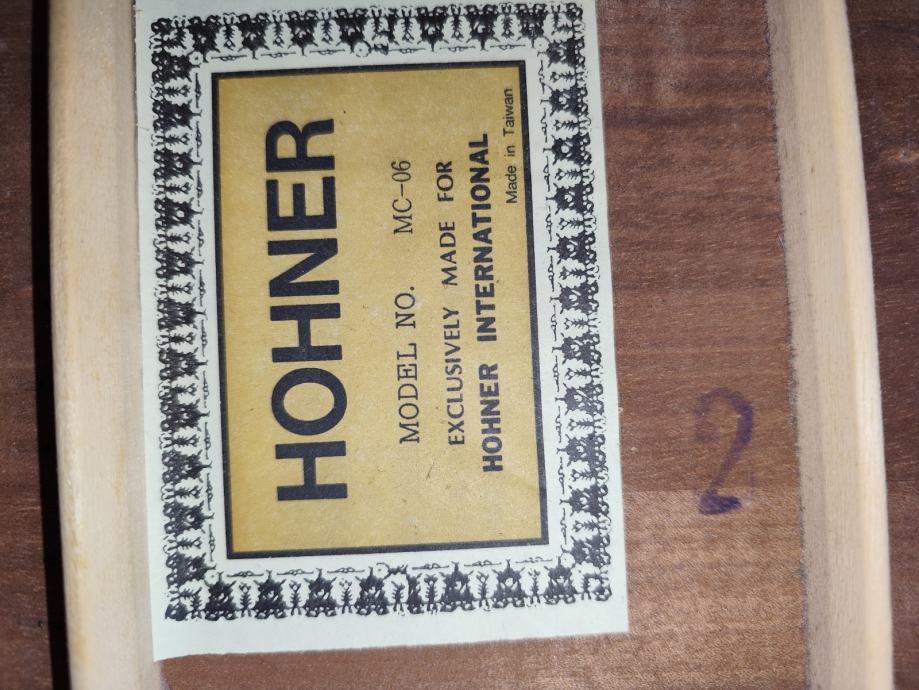 HOHNER
MODEL NO. MC-06
EXCLUSIVELY MADE FOR
HOHNER INTERNATIONAL
Made in Taiwan
2